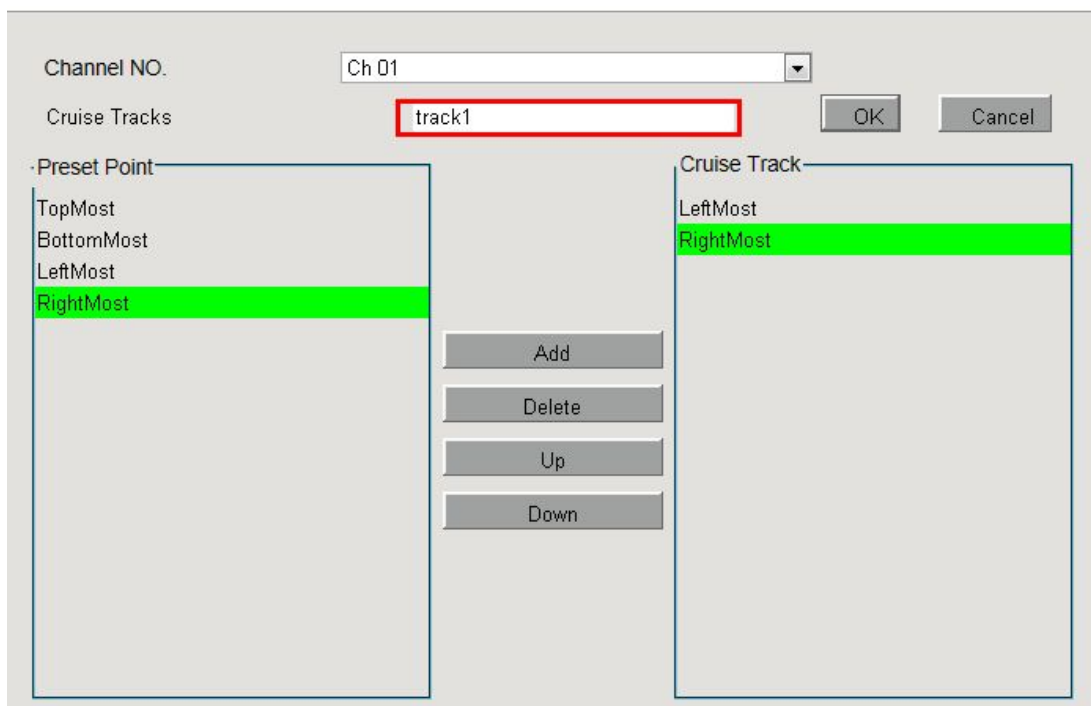 Channel NO.
Ch 01
Cruise Tracks
track1
OK
Cancel
Preset Point
TopMost
BottomMost
LeftMost
RightMost
Add
Delete
Up
Down
Cruise Track
LeftMost
RightMost